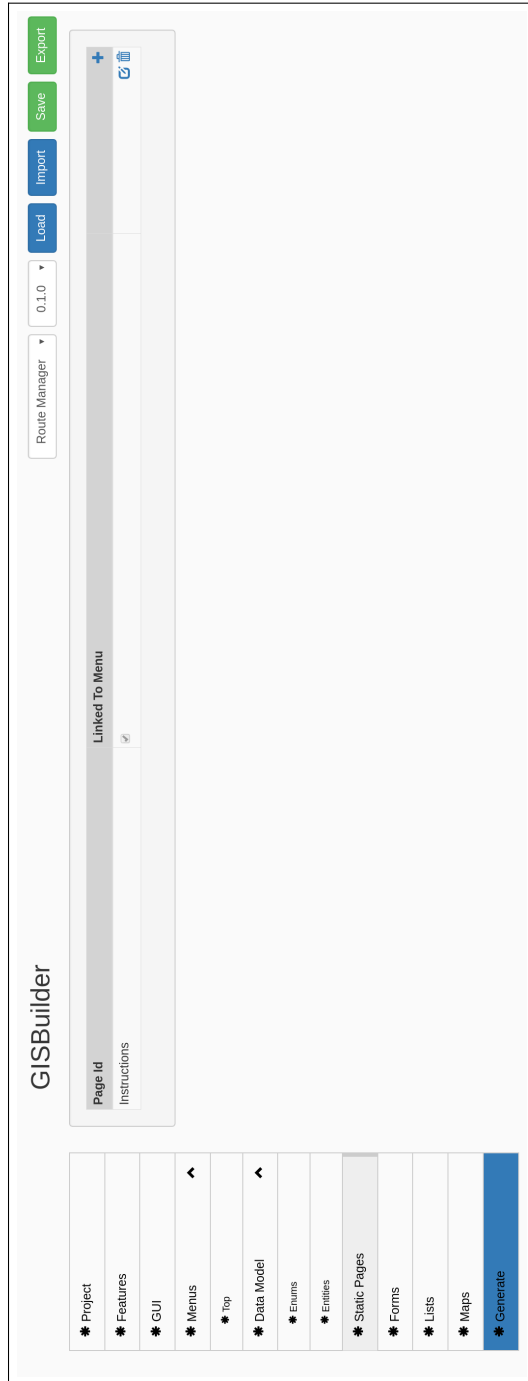 GISBuilder
Route Manager
0.1.0
Load
Import
Save
Export
Project
Features
GUI
Menus
Top
Data Model
Enums
Entities
Static Pages
Forms
Lists
Maps
Generate
Page Id Linked To Menu
Instructions